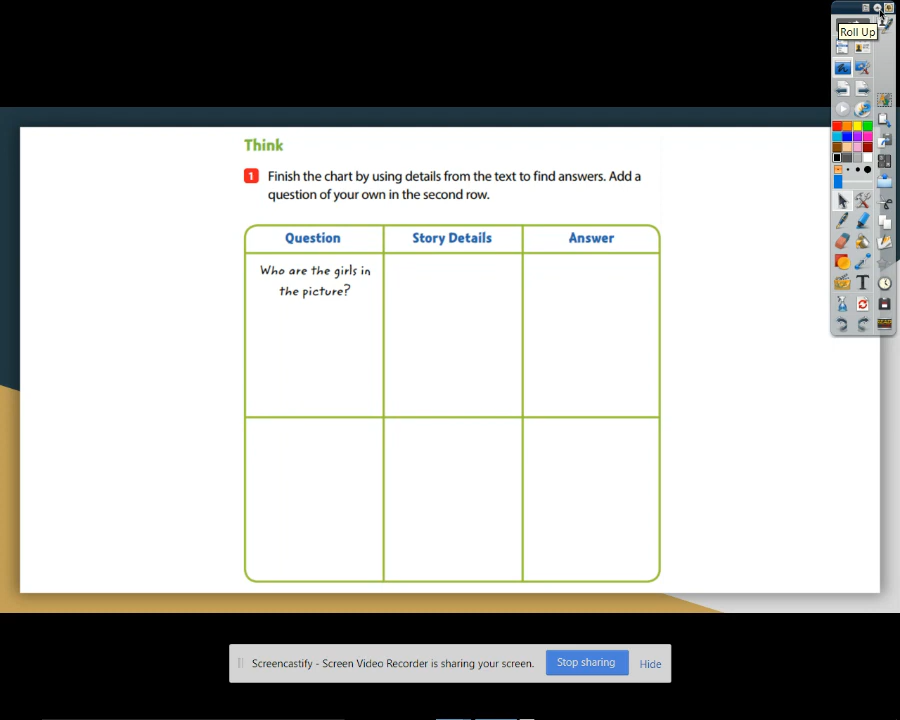 Roll Up
Think
1 Finish the chart by using details from the text to find answers. Add a
question of your own in the second row.
Question Story Details Answer
Who are the girls in
the picture?
Screencastify - Screen Video Recorder is sharing your screen. Stop sharing Hide